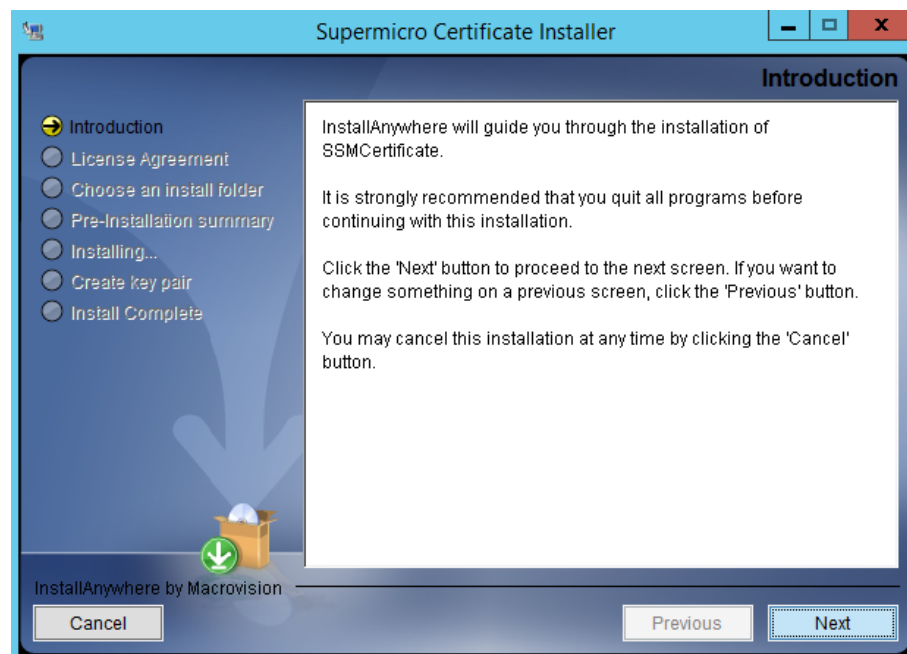 Supermicro Certificate Installer
Introduction
Introduction
License Agreement
Choose an install folder
Pre-Installation summary
Installing...
Create key pair
Install Complete
InstallAnywhere will guide you through the installation of
SSMCertificate.
It is strongly recommended that you quit all programs before
continuing with this installation.
Click the 'Next' button to proceed to the next screen. If you want to
change something on a previous screen, click the 'Previous' button.
You may cancel this installation at any time by clicking the 'Cancel'
button.
InstallAnywhere by Macrovision
Cancel
Previous
Next